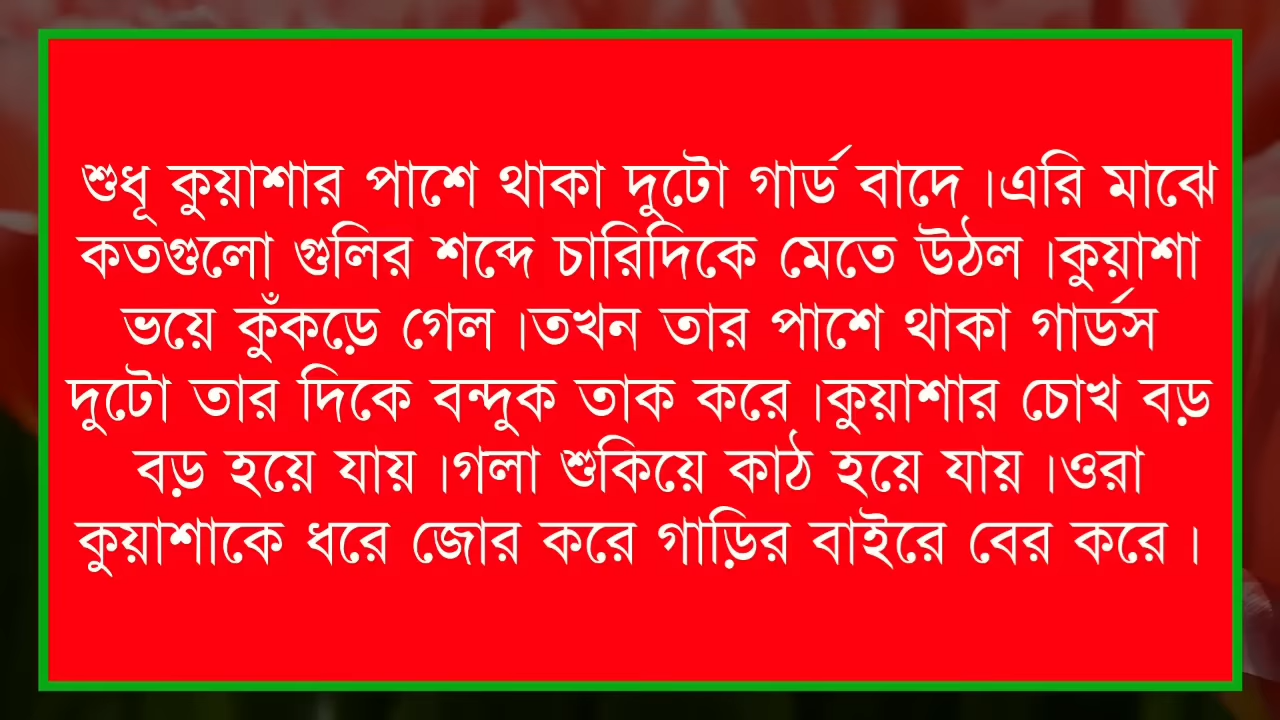 শুধূ কুয়াশার পাশে থাকা দুটো গার্ড বাদে ।এরি মাঝে
কতগুলো গুলির শব্দে চারিদিকে মেতে উঠল ।কুয়াশা
ভয়ে কুঁকড়ে গেল ।তখন তার পাশে থাকা গার্ডস
দুটো তার দিকে বন্দুক তাক করে ।কুয়াশার চোখ বড়
বড় হয়ে যায় ।গলা শুকিয়ে কাঠ হয়ে যায় ।ওরা
কুয়াশাকে ধরে জোর করে গাড়ির বাইরে বের করে ।